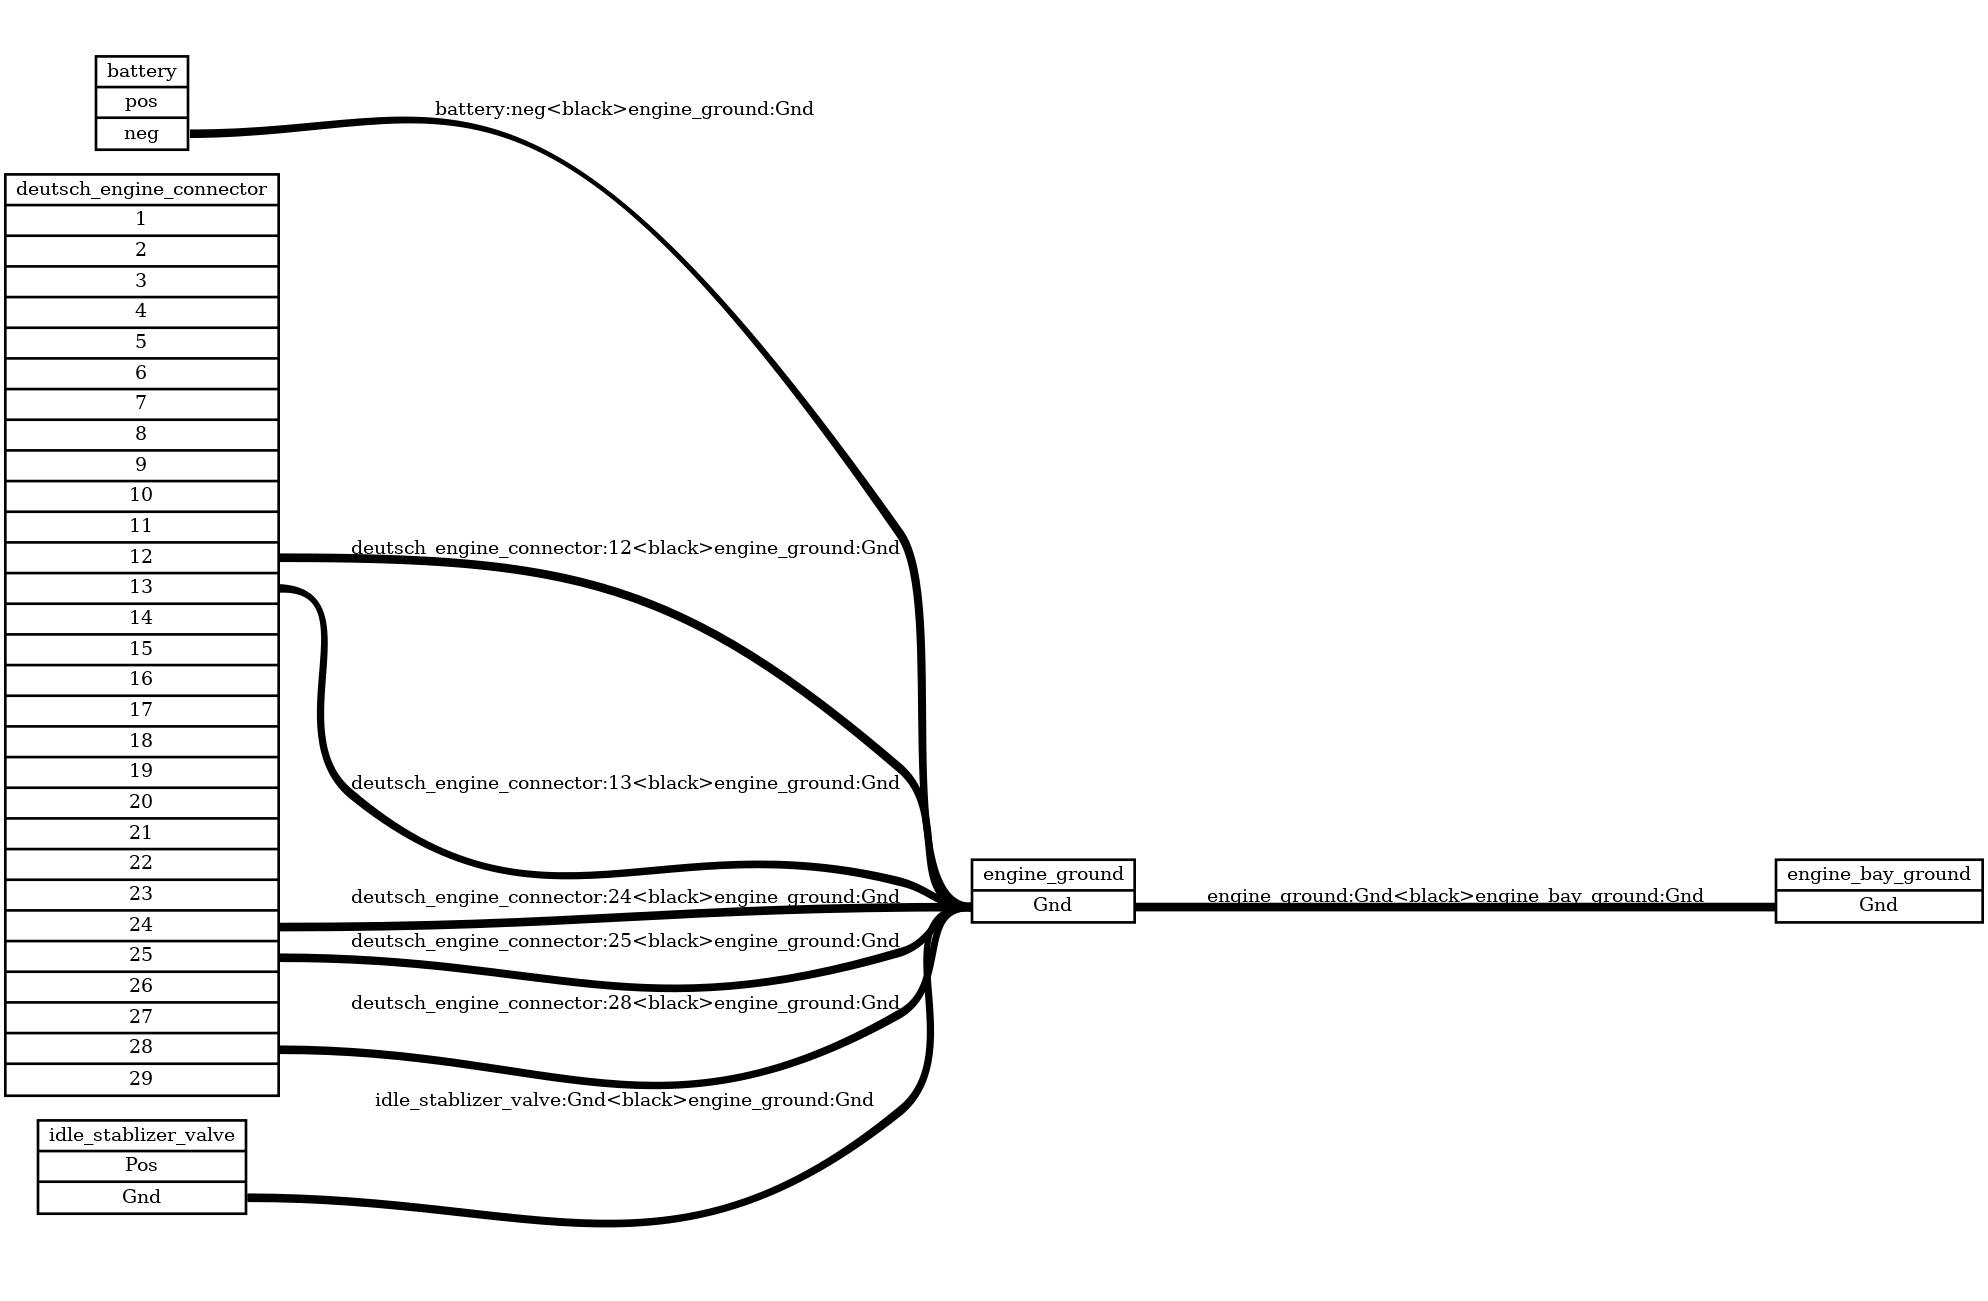 battery
pos
neg
battery:neg<black>engine_ground:Gnd
deutsch_engine_connector
1
2
3
4
5
6
7
8
9
10
11
12
13
14
15
16
17
18
19
20
21
22
23
24
25
26
27
28
29
deutsch_engine_connector:12<black>engine_ground:Gnd
deutsch_engine_connector:13<black>engine_ground:Gnd
deutsch_engine_connector:24<black>engine_ground:Gnd
deutsch_engine_connector:25<black>engine_ground:Gnd
deutsch_engine_connector:28<black>engine_ground:Gnd
idle_stablizer_valve:Gnd<black>engine_ground:Gnd
idle_stablizer_valve
Pos
Gnd
engine_ground
Gnd
engine_ground:Gnd<black>engine_bay_ground:Gnd
engine_bay_ground
Gnd